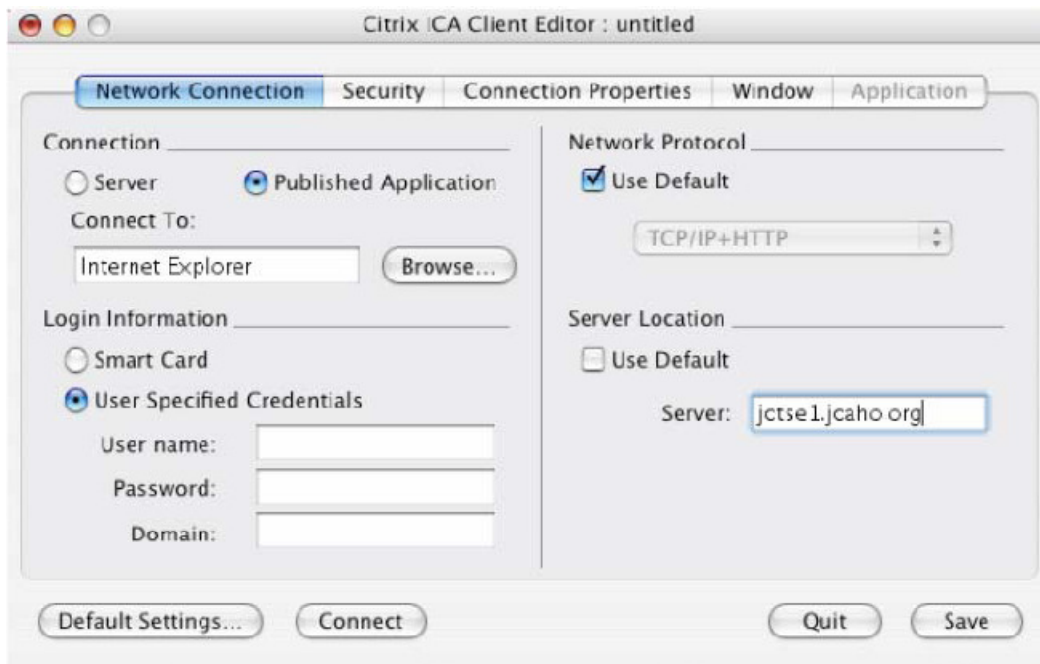 Citrix ICA Client Editor : untitled
Network Connection Security Connection Properties Window Application
Connection
Server Published Application
Connect To:
Internet Explorer Browse...
Login Information
Smart Card
User Specified Credentials
User name:
Password:
Domain:
Network Protocol
Use Default
TCP/IP+HTTP
Server Location
Use Default
Server: jctse1.jcaho org
Default Settings... Connect Quit Save